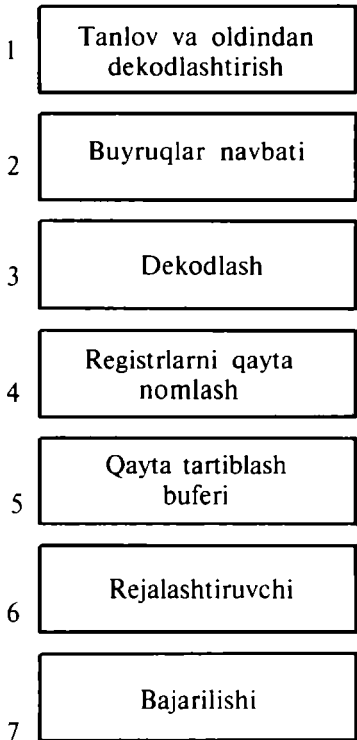 1
Tanlov va oldindan
dekodlashtirish
2
Buyruqlar navbati
3
Dekodlash
4
Registrlarni qayta
nomlash
5
Qayta tartiblash
buferi
6
Rejalashtiruvchi
7
Bajarilishi